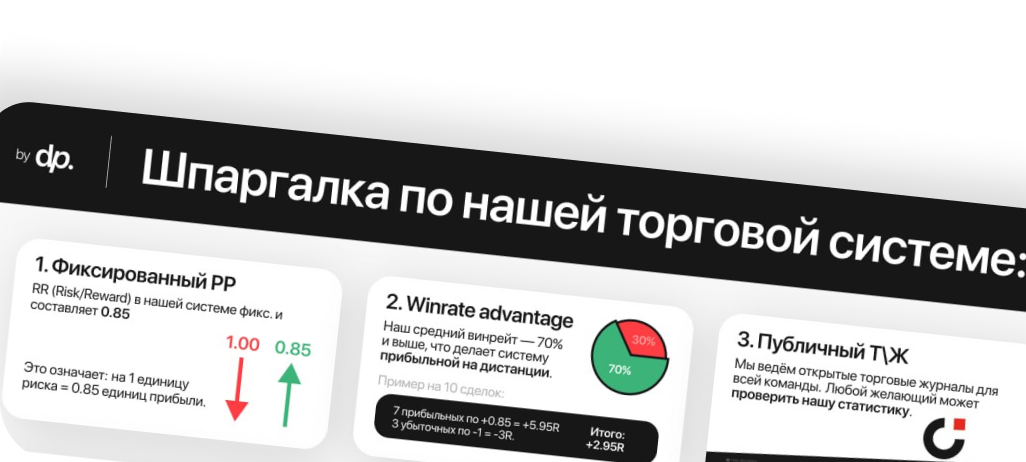 by dp.
Шпаргалка по нашей торговой системе:
1. Фиксированный РР
RR (Risk/Reward) в нашей системе фикс. и
составляет 0.85
1.00 0.85
Это означает: на 1 единицу
риска = 0.85 единиц прибыли.
2. Winrate advantage
Наш средний винрейт — 70%
и выше, что делает систему
прибыльной на дистанции.
30%
70%
Пример на 10 сделок:
7 прибыльных по +0.85 = +5.95R
3 убыточных по -1 = -3R.
Итого:
+2.95R
3. Публичный Т\Ж
Мы ведём открытые торговые журналы для
всей команды. Любой желающий может
проверить нашу статистику.